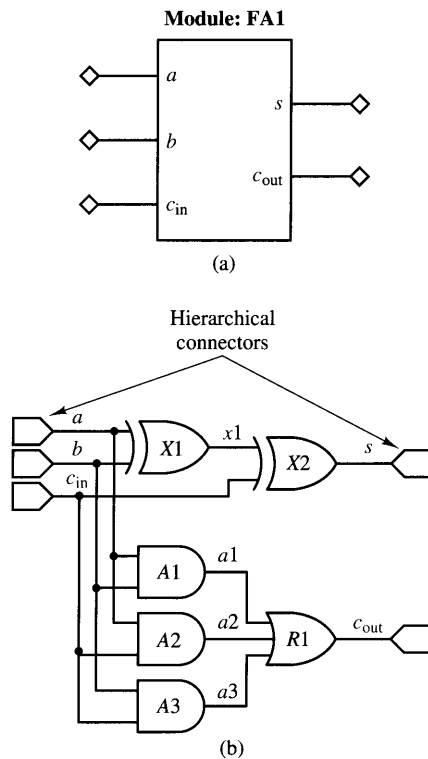 Module: FA1
a
s
b
c_out
c_in
(a)
Hierarchical
connectors
a
b
x1
X1
X2
s
c_in
A1
a1
A2
a2
R1
c_out
A3
a3
(b)